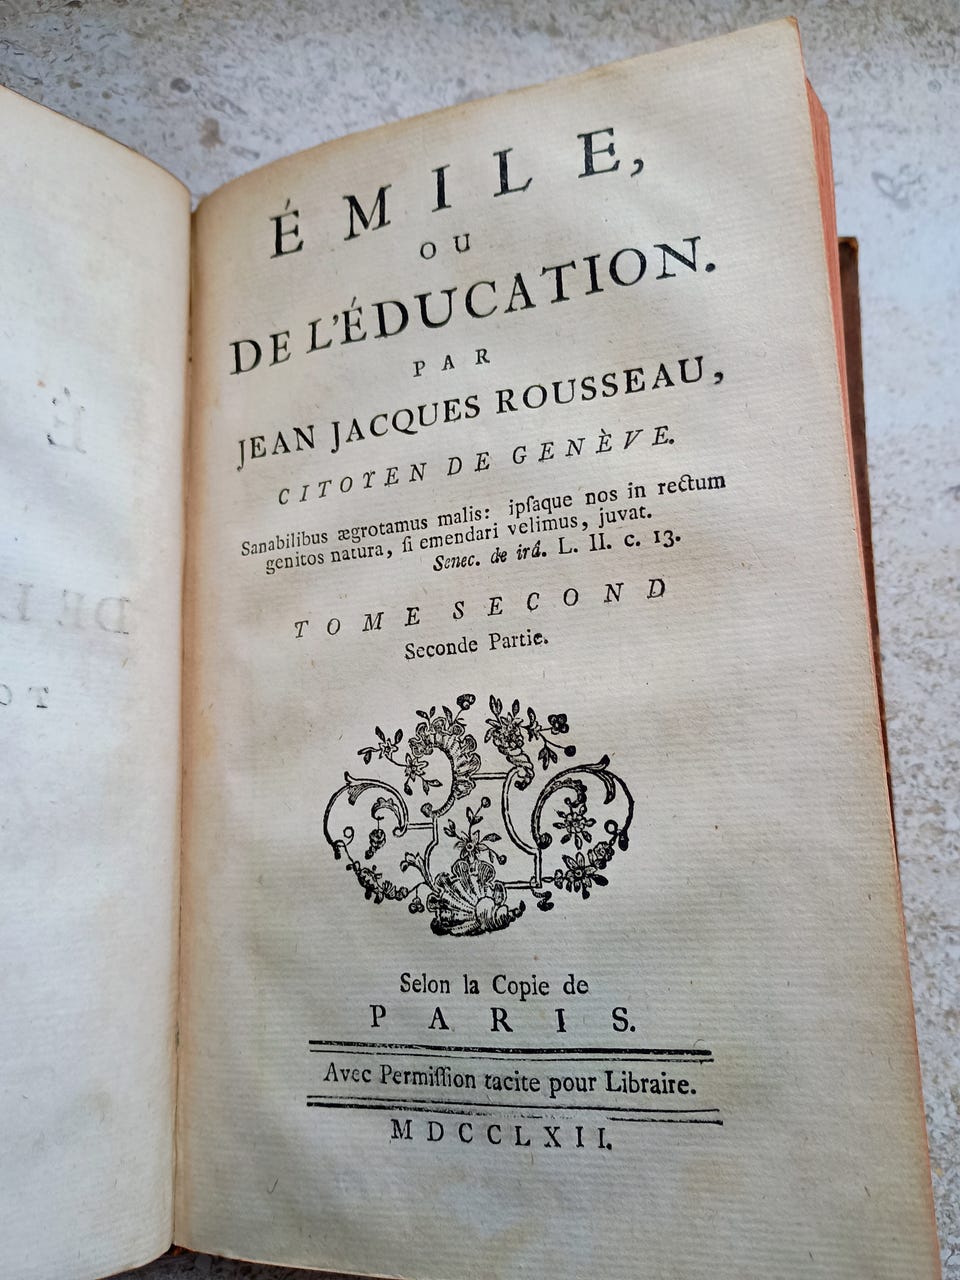 ÉMILE,
OU
DE L'ÉDUCATION.
PAR
JEAN JACQUES ROUSSEAU,
CITOYEN DE GENÈVE.
Sanabilibus ægrotamus malis: ipſaque nos in rectum
genitos natura, ſi emendari velimus, juvat.
Senec. de irâ. L. II. c. 13.
TOME SECOND
Seconde Partie.
Selon la Copie de
PARIS.
Avec Permiſſion tacite pour Libraire.
MDCCLXII.